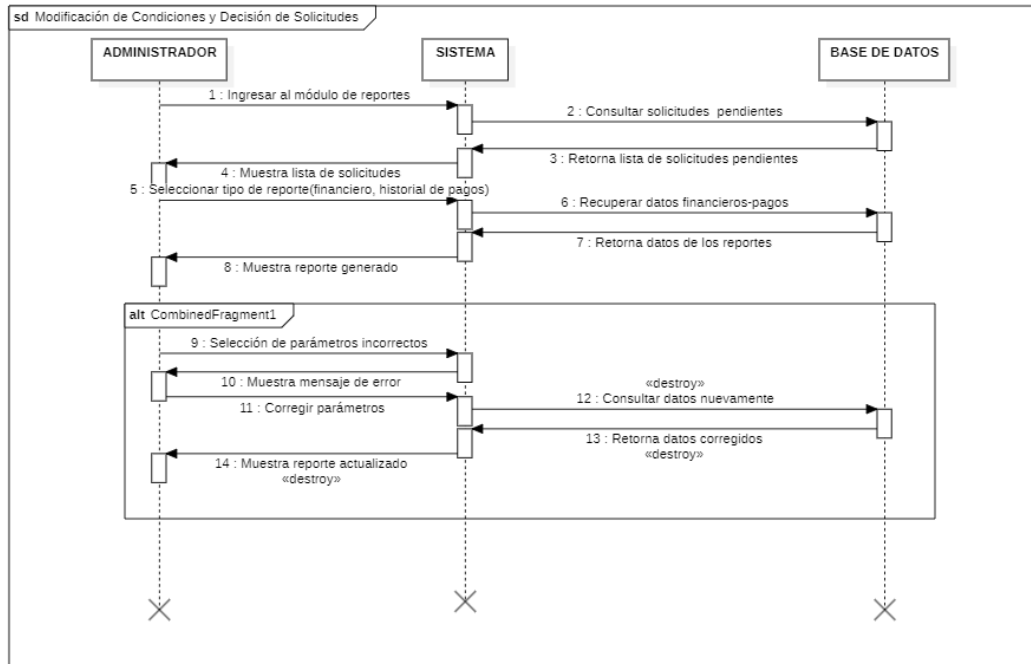 sd Modificación de Condiciones y Decisión de Solicitudes
ADMINISTRADOR
SISTEMA
BASE DE DATOS
1 : Ingresar al módulo de reportes
2 : Consultar solicitudes pendientes
3 : Retorna lista de solicitudes pendientes
4 : Muestra lista de solicitudes
5 : Seleccionar tipo de reporte(financiero, historial de pagos)
6 : Recuperar datos financieros-pagos
7 : Retorna datos de los reportes
8 : Muestra reporte generado
alt CombinedFragment1
9 : Selección de parámetros incorrectos
10 : Muestra mensaje de error
11 : Corregir parámetros
«destroy»
12 : Consultar datos nuevamente
13 : Retorna datos corregidos
«destroy»
14 : Muestra reporte actualizado
«destroy»